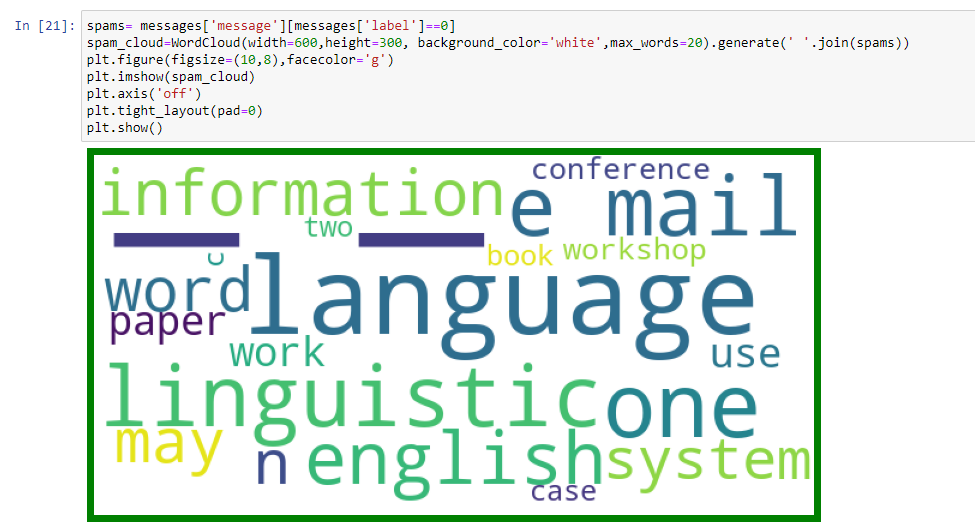 In [21]: spams= messages['message'][messages['label']==0]
spam_cloud=WordCloud(width=600,height=300, background_color='white',max_words=20).generate(' '.join(spams))
plt.figure(figsize=(10,8),facecolor='g')
plt.imshow(spam_cloud)
plt.axis('off')
plt.tight_layout(pad=0)
plt.show()
conference
information
e mail
two
book
workshop
c
word
language
paper
work
use
linguistic
one
may
n
english
system
case